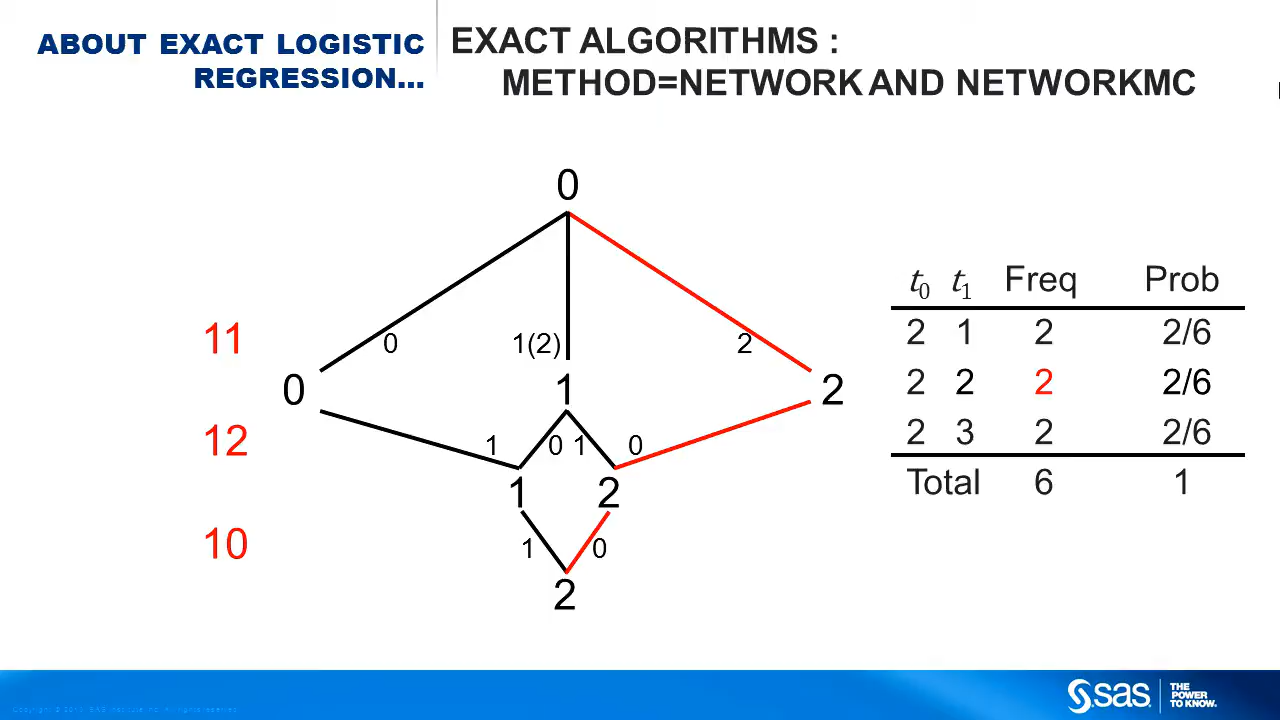 ABOUT EXACT LOGISTIC
REGRESSION...
EXACT ALGORITHMS :
METHOD=NETWORK AND NETWORKMC
0
11
0
1(2)
2
0
1
2
12
1
0
1
0
1
2
10
1
0
2
t0 t1 Freq Prob
2 1 2 2/6
2 2 2 2/6
2 3 2 2/6
Total 6 1
sas
THE
POWER
TO KNOW.